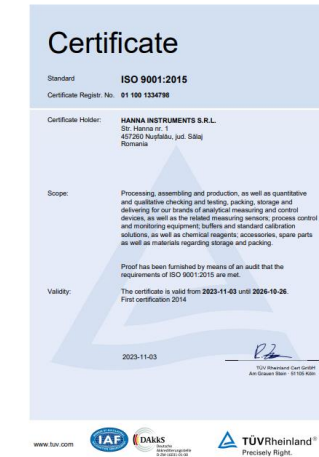 Certificate
Standard ISO 9001:2015
Certificate Registr. No. 01 100 1334798
Certificate Holder: HANNA INSTRUMENTS S.R.L.
Str. Hanna nr. 1
457260 Nușfalău, jud. Sălaj
Romania
Scope: Processing, assembling and production, as well as quantitative
and qualitative checking and testing, packing, storage and
delivering for our brands of analytical measuring and control
devices, as well as the related measuring sensors; process control
and monitoring equipment; buffers and standard calibration
solutions, as well as chemical reagents; accessories, spare parts
as well as materials regarding storage and packing.
Proof has been furnished by means of an audit that the
requirements of ISO 9001:2015 are met.
Validity: The certificate is valid from 2023-11-03 until 2026-10-26.
First certification 2014
2023-11-03
TÜV Rheinland Cert GmbH
Am Grauen Stein · 51105 Köln
www.tuv.com
IAF
DAkkS
Deutsche
Akkreditierungsstelle
TÜVRheinland®
Precisely Right.